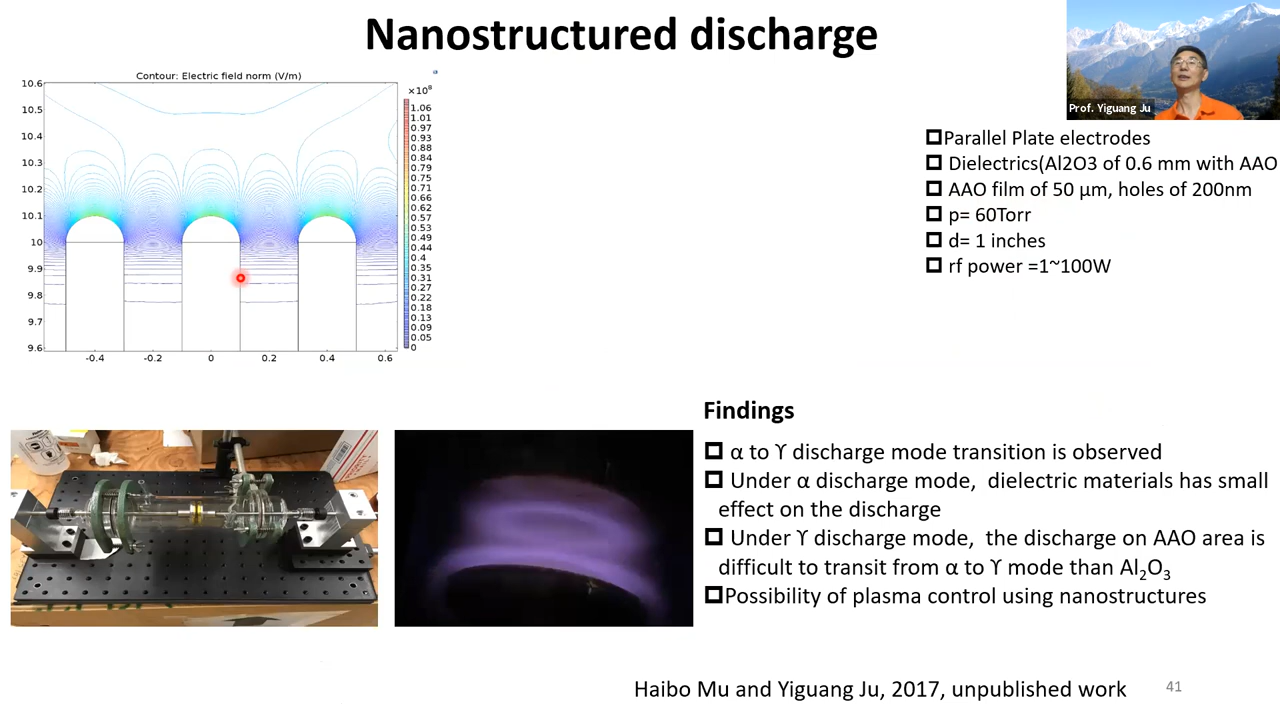 Nanostructured discharge
Prof. Yiguang Ju
Contour: Electric field norm (V/m)
×10⁸
10.6
10.5
10.4
10.3
10.2
10.1
10
9.9
9.8
9.7
9.6
-0.4
-0.2
0
0.2
0.4
0.6
1.06
1.01
0.97
0.93
0.88
0.84
0.79
0.75
0.71
0.66
0.62
0.57
0.53
0.49
0.44
0.4
0.35
0.31
0.27
0.22
0.18
0.13
0.09
0.05
0
Parallel Plate electrodes
Dielectrics(Al2O3 of 0.6 mm with AAO
AAO film of 50 µm, holes of 200nm
p= 60Torr
d= 1 inches
rf power =1~100W
Findings
α to ϒ discharge mode transition is observed
Under α discharge mode, dielectric materials has small
effect on the discharge
Under ϒ discharge mode, the discharge on AAO area is
difficult to transit from α to ϒ mode than Al₂O₃
Possibility of plasma control using nanostructures
Haibo Mu and Yiguang Ju, 2017, unpublished work
41